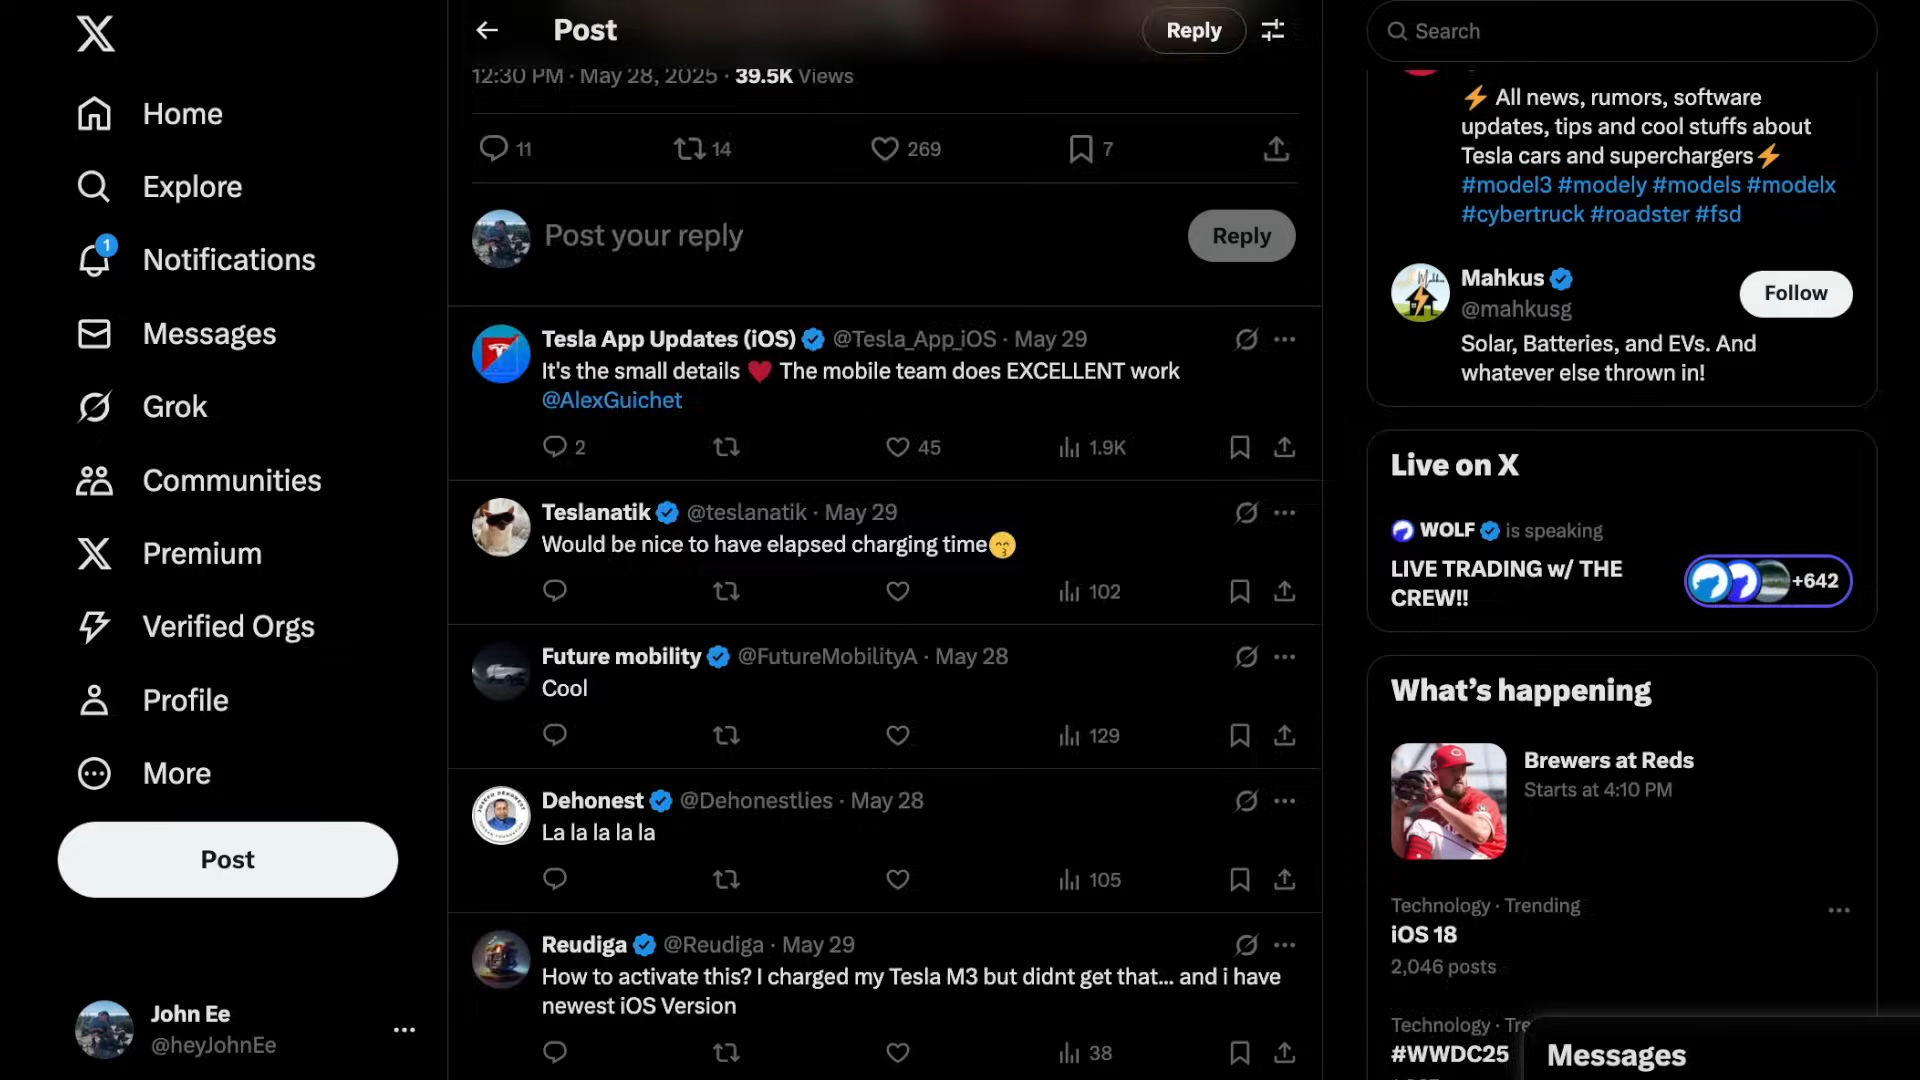 Home
Explore
1
Notifications
Messages
Grok
Communities
Premium
Verified Orgs
Profile
More
Post
John Ee
@heyJohnEe
Post
Reply
12:30 PM · May 28, 2025 · 39.5K Views
11 14 269 7
Post your reply
Reply
Tesla App Updates (iOS) @Tesla_App_iOS · May 29
It's the small details ♥️ The mobile team does EXCELLENT work
@AlexGuichet
2 45 1.9K
Teslanatik @teslanatik · May 29
Would be nice to have elapsed charging time😙
102
Future mobility @FutureMobilityA · May 28
Cool
129
Dehonest @Dehonestlies · May 28
La la la la la
105
Reudiga @Reudiga · May 29
How to activate this? I charged my Tesla M3 but didnt get that... and i have
newest iOS Version
38
Search
⚡ All news, rumors, software
updates, tips and cool stuffs about
Tesla cars and superchargers⚡
#model3 #modely #models #modelx
#cybertruck #roadster #fsd
Mahkus
@mahkusg
Follow
Solar, Batteries, and EVs. And
whatever else thrown in!
Live on X
WOLF is speaking
LIVE TRADING w/ THE
CREW!!
+642
What's happening
Brewers at Reds
Starts at 4:10 PM
Technology · Trending
iOS 18
2,046 posts
Technology · Tre
#WWDC25
Messages